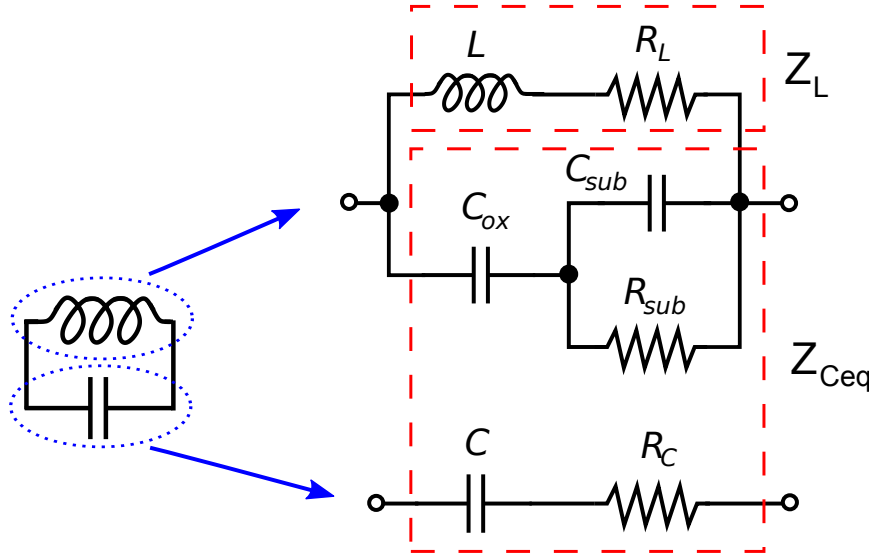 L
R_L
Z_L
C_sub
C_ox
R_sub
Z_Ceq
C
R_C